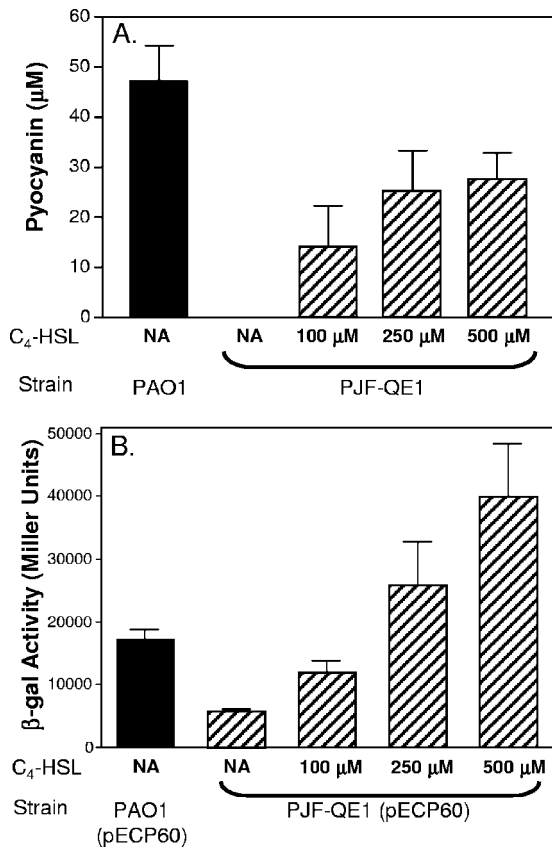 A.
Pyocyanin (μM)
60
50
40
30
20
10
0
C₄-HSL NA NA 100 μM 250 μM 500 μM
Strain PAO1 PJF-QE1
B.
β-gal Activity (Miller Units)
50000
40000
30000
20000
10000
0
C₄-HSL NA NA 100 μM 250 μM 500 μM
Strain PAO1 PJF-QE1 (pECP60)
(pECP60)